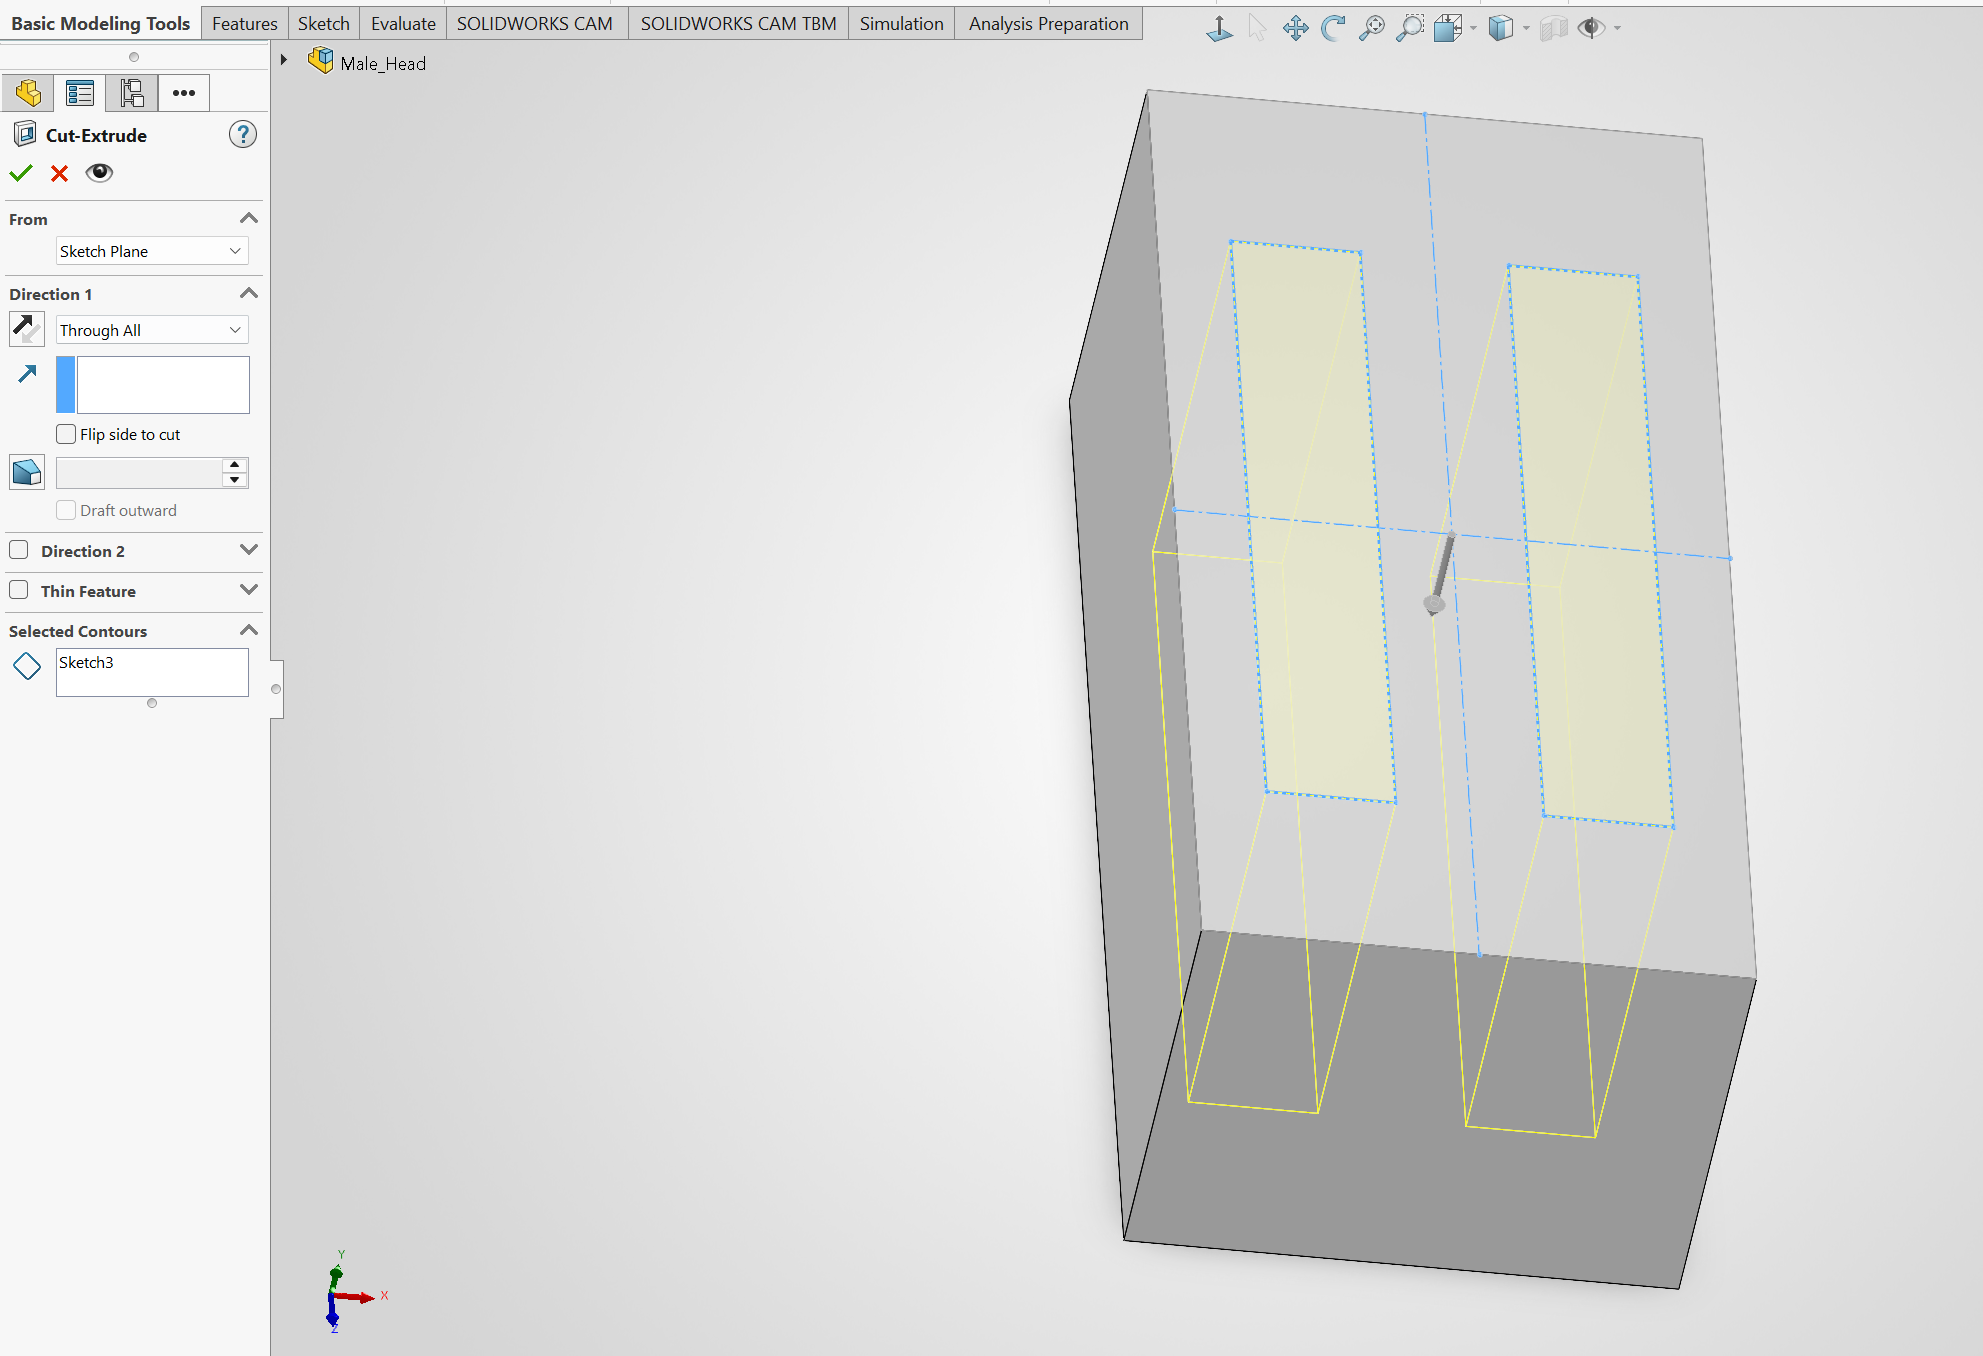 Basic Modeling Tools Features Sketch Evaluate SOLIDWORKS CAM SOLIDWORKS CAM TBM Simulation Analysis Preparation
Male_Head
Cut-Extrude
?
From
Sketch Plane
Direction 1
Through All
Flip side to cut
Draft outward
Direction 2
Thin Feature
Selected Contours
Sketch3
Y
X
Z